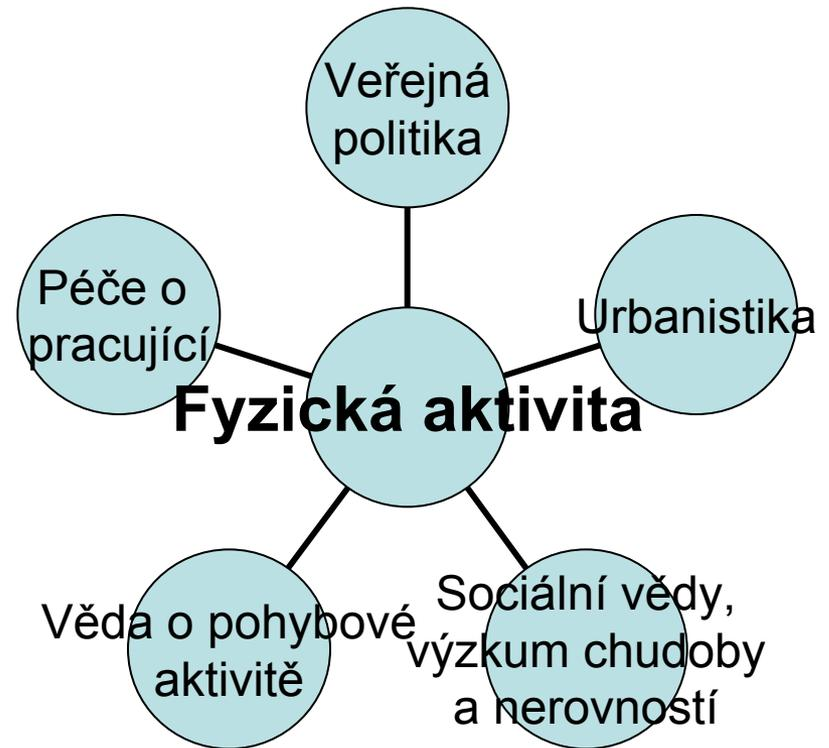 Veřejná
politika
Péče o
pracující
Urbanistika
Fyzická aktivita
Věda o pohybové
aktivitě
Sociální vědy,
výzkum chudoby
a nerovností